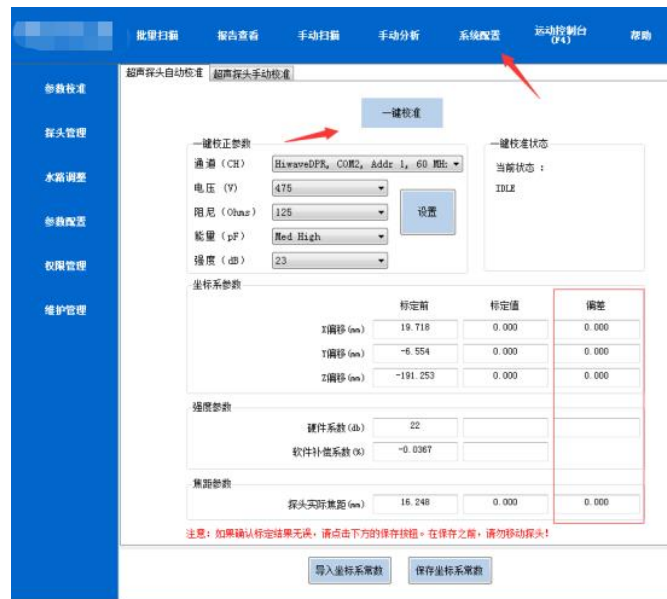 批量扫描 报告查看 手动扫描 手动分析 系统配置 运动控制台 帮助
(F4)
超声探头自动校准 超声探头手动校准
参数校准
探头管理
水路调整
参数配置
权限管理
维护管理
一键校准
一键校正参数
通道 (CH) HiwaveDPR, COM2, Addr 1, 60 MH:
电压 (V) 475
阻尼 (Ohms) 125
能量 (pF) Med High
强度 (dB) 23
设置
一键校准状态
当前状态 :
IDLE
坐标系参数
标定前 标定值 偏差
X偏移(mm) 19.718 0.000 0.000
Y偏移(mm) -6.554 0.000 0.000
Z偏移(mm) -191.253 0.000 0.000
强度参数
硬件系数(db) 22
软件补偿系数(%) -0.0367
焦距参数
探头实际焦距(mm) 16.248 0.000 0.000
注意: 如果确认标定结果无误, 请点击下方的保存按钮。在保存之前, 请勿移动探头!
导入坐标系常数 保存坐标系常数